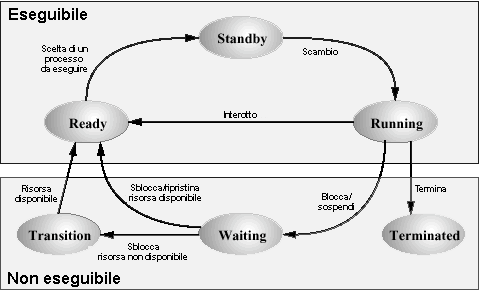 Eseguibile
Standby
Scelta di un
processo
da eseguire
Scambio
Ready
Interotto
Running
Risorsa
disponibile
Sblocca/ripristina
risorsa disponibile
Blocca/
sospendi
Termina
Transition
Waiting
Terminated
Sblocca
risorsa non disponibile
Non eseguibile